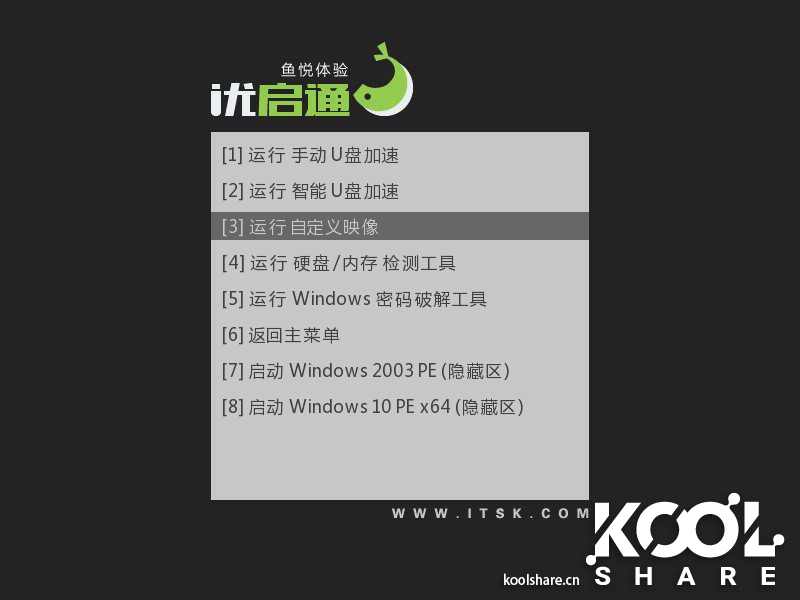 鱼悦体验
优启通
[1] 运行 手动 U盘加速
[2] 运行 智能 U盘加速
[3] 运行 自定义映像
[4] 运行 硬盘/内存 检测工具
[5] 运行 Windows 密码破解工具
[6] 返回主菜单
[7] 启动 Windows 2003 PE (隐藏区)
[8] 启动 Windows 10 PE x64 (隐藏区)
WWW.ITSK.COM
KOOL
SHARE
koolshare.cn